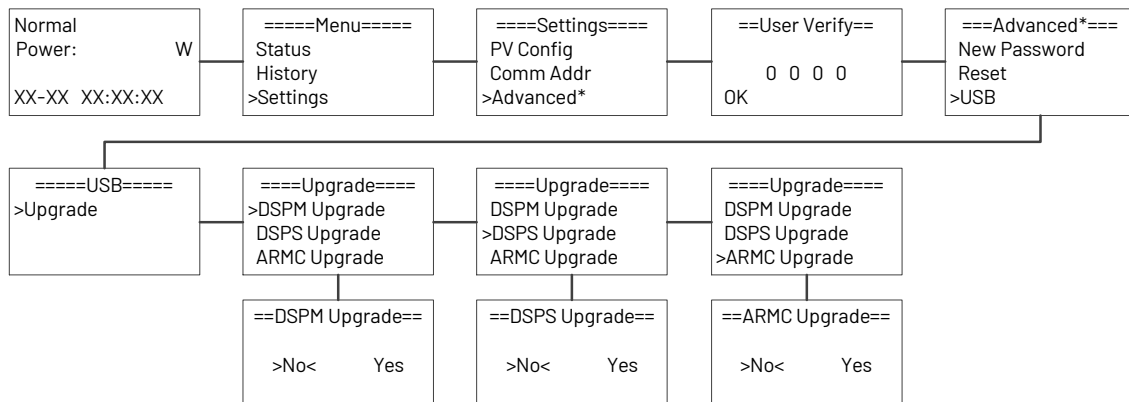 Normal
Power: W
XX-XX XX:XX:XX
=====Menu=====
Status
History
>Settings
====Settings====
PV Config
Comm Addr
>Advanced*
==User Verify==
0 0 0 0
OK
===Advanced*===
New Password
Reset
>USB
=====USB=====
>Upgrade
====Upgrade====
>DSPM Upgrade
DSPS Upgrade
ARMC Upgrade
====Upgrade====
DSPM Upgrade
>DSPS Upgrade
ARMC Upgrade
====Upgrade====
DSPM Upgrade
DSPS Upgrade
>ARMC Upgrade
==DSPM Upgrade==
>No< Yes
==DSPS Upgrade==
>No< Yes
==ARMC Upgrade==
>No< Yes